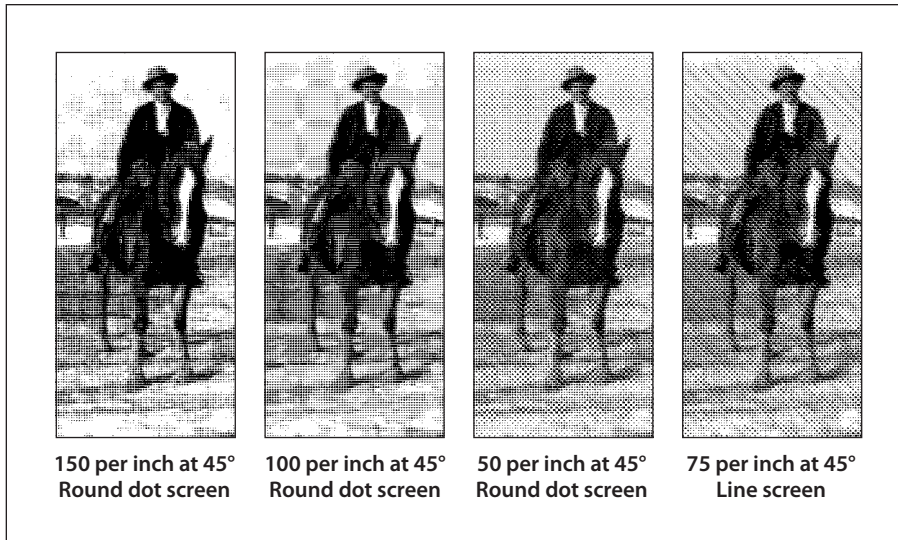 150 per inch at 45°
Round dot screen
100 per inch at 45°
Round dot screen
50 per inch at 45°
Round dot screen
75 per inch at 45°
Line screen